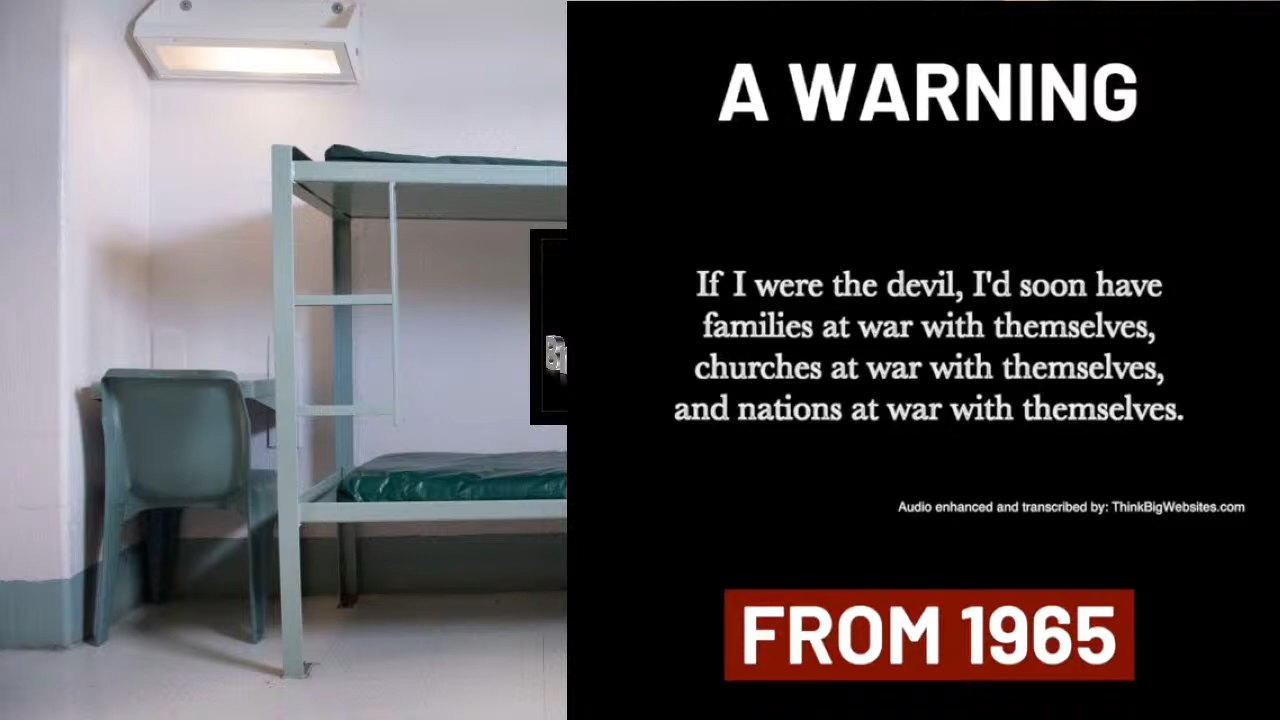 A WARNING
If I were the devil, I'd soon have
families at war with themselves,
churches at war with themselves,
and nations at war with themselves.
Audio enhanced and transcribed by: ThinkBigWebsites.com
FROM 1965